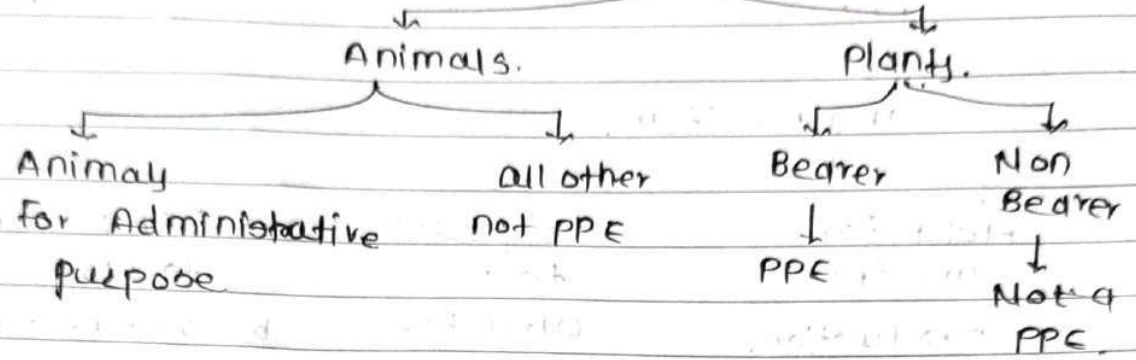 Animals. Plants.
Animals all other Bearer Non
for Administrative not PPE Bearer
purpose PPE Not a
PPE